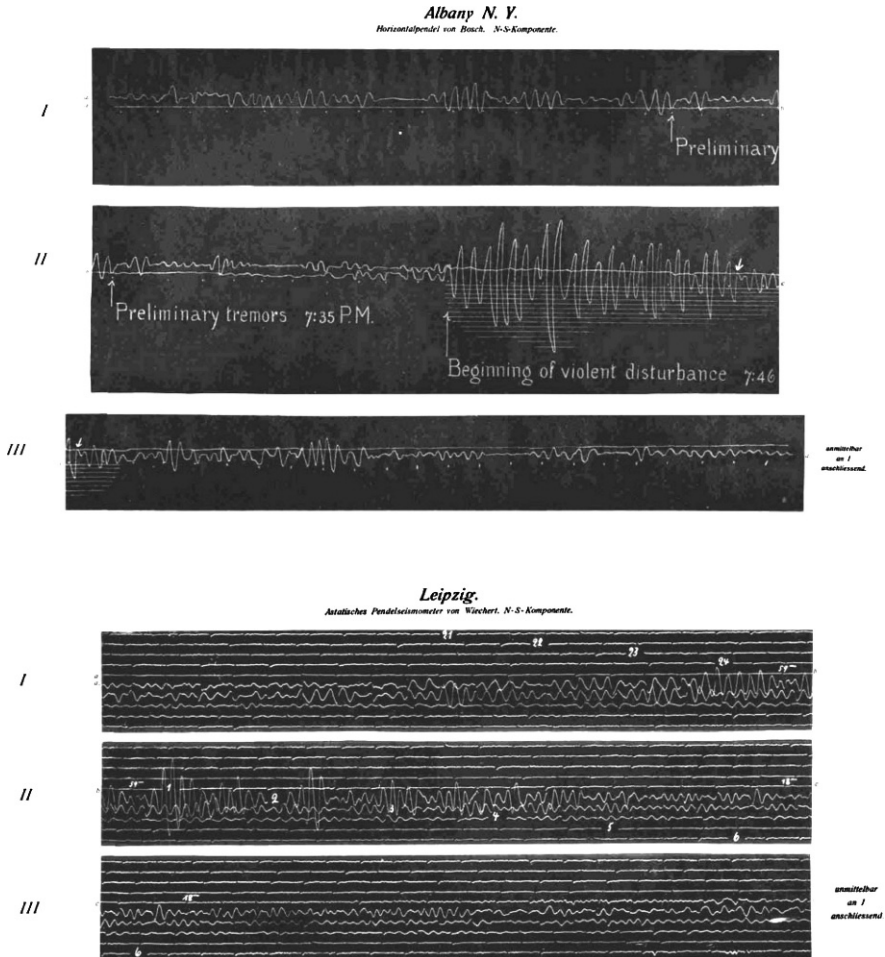 Albany N. Y.
Horizontalpendel von Bosch. N-S-Komponente.
I
Preliminary
II
Preliminary tremors 7:35 P.M.
Beginning of violent disturbance 7:46
III
unmittelbar
an I
anschliessend.
Leipzig.
Astatisches Pendelseismometer von Wiechert. N-S-Komponente.
21
22
23
24
I
II
1
2
3
4
5
6
18m
III
18m
6
unmittelbar
an I
anschliessend